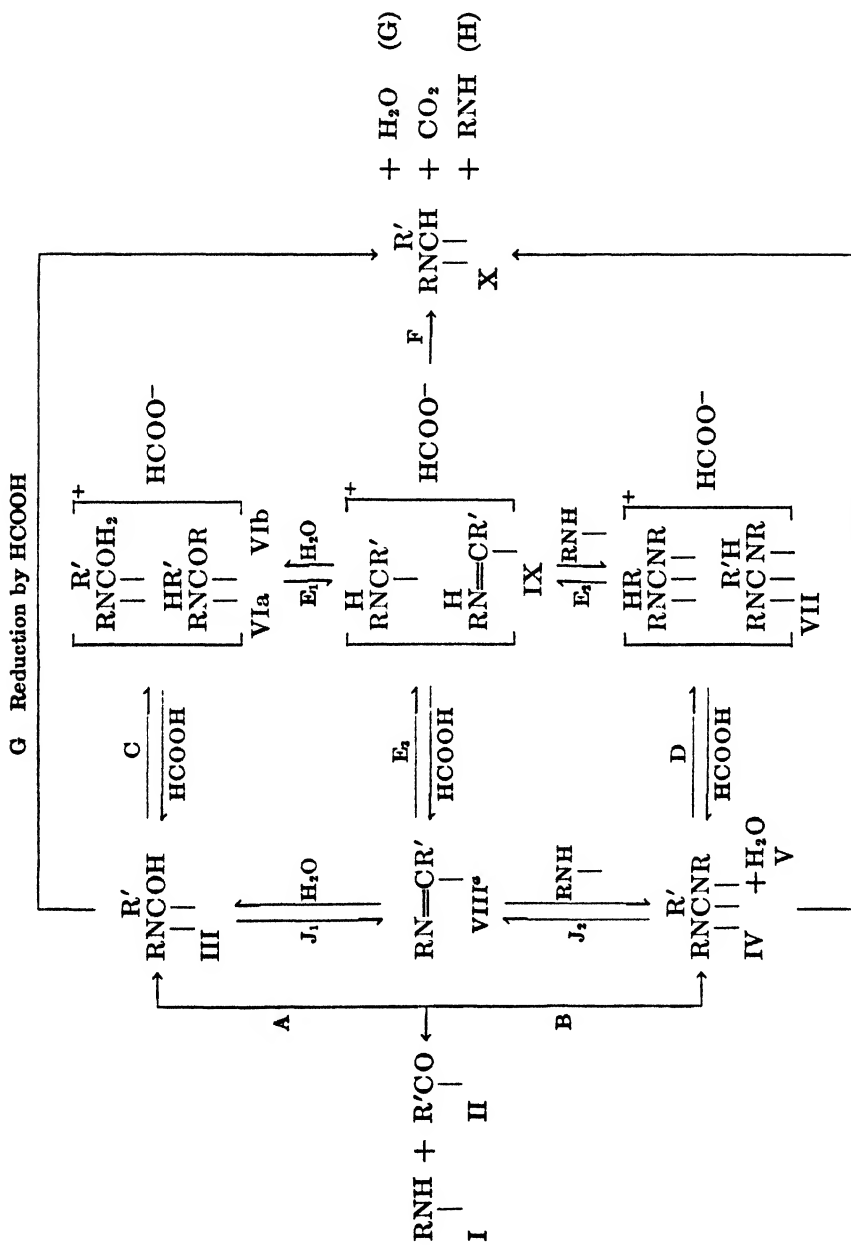 G Reduction by HCOOH
RNH + R′CO
I II
A
B
R′
RNCOH
III
C
HCOOH
HR′
R′
RNCOH₂
HR′
RNCOR
VIa VIb
+
HCOO⁻
J₁
H₂O
E₁
H₂O
RN=CR′
VIIIᵃ
E₃
HCOOH
H
RNCR′
H
RN=CR′
IX
+
HCOO⁻
F
R′
RNCH
X
+ H₂O (G)
+ CO₂
+ RNH (H)
J₂
RNH
E₂
RNH
R′
RNCNR
IV
+H₂O
V
D
HCOOH
HR
RNCNR
R′H
RNCNR
VII
+
HCOO⁻